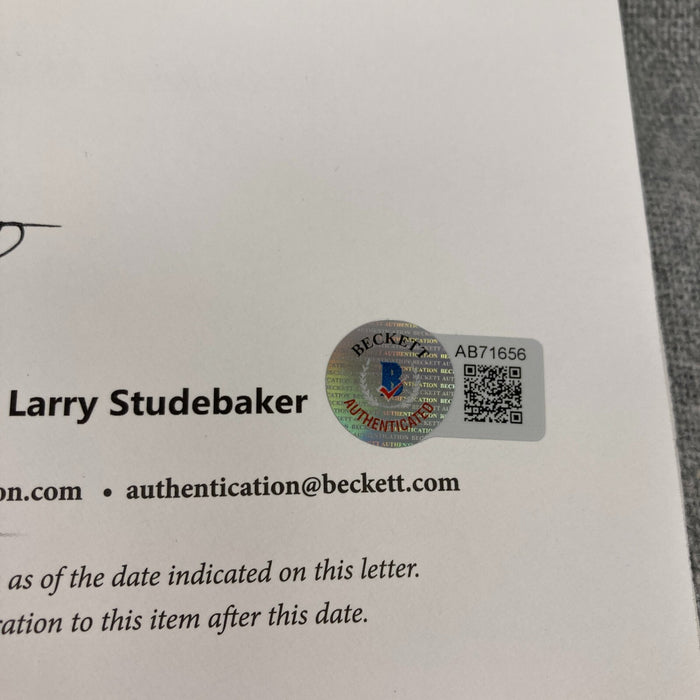 BECKETT
AUTHENTICATED
B
AB71656
Larry Studebaker
on.com • authentication@beckett.com
as of the date indicated on this letter.
ration to this item after this date.